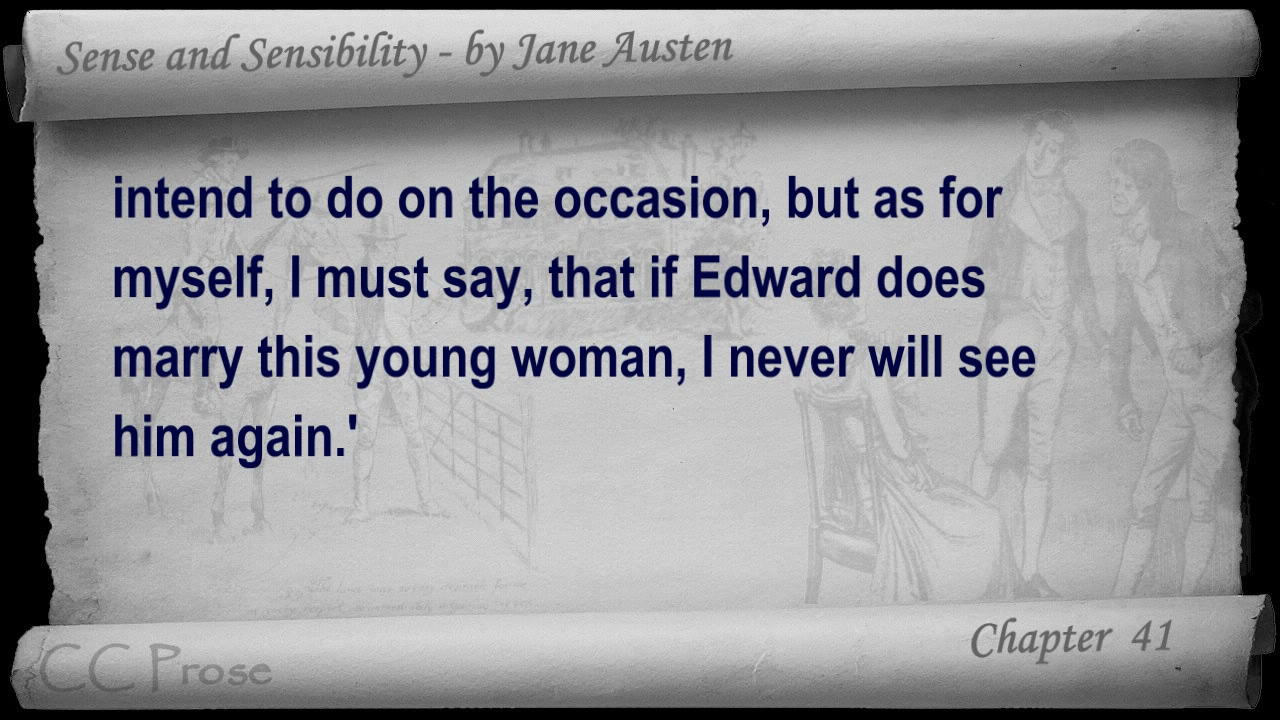 Sense and Sensibility - by Jane Austen
intend to do on the occasion, but as for
myself, I must say, that if Edward does
marry this young woman, I never will see
him again.'
Chapter 41
CC Prose